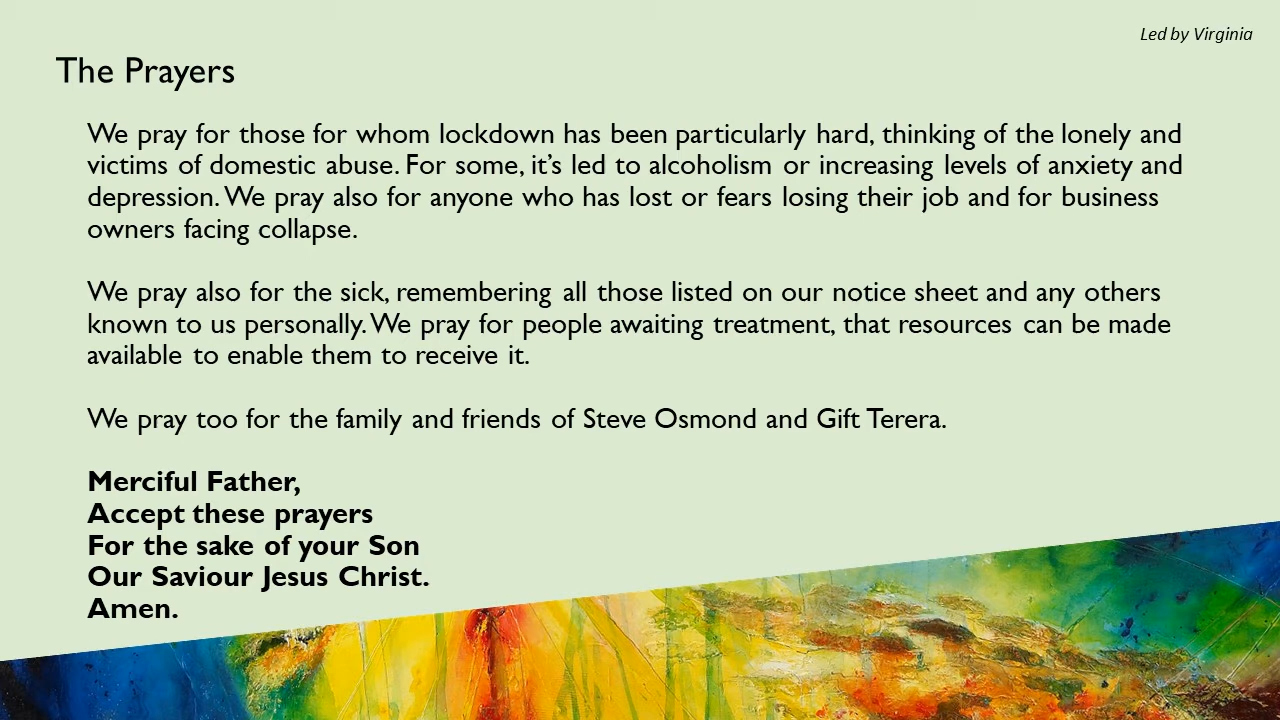 Led by Virginia
The Prayers
We pray for those for whom lockdown has been particularly hard, thinking of the lonely and
victims of domestic abuse. For some, it’s led to alcoholism or increasing levels of anxiety and
depression. We pray also for anyone who has lost or fears losing their job and for business
owners facing collapse.
We pray also for the sick, remembering all those listed on our notice sheet and any others
known to us personally. We pray for people awaiting treatment, that resources can be made
available to enable them to receive it.
We pray too for the family and friends of Steve Osmond and Gift Terera.
Merciful Father,
Accept these prayers
For the sake of your Son
Our Saviour Jesus Christ.
Amen.